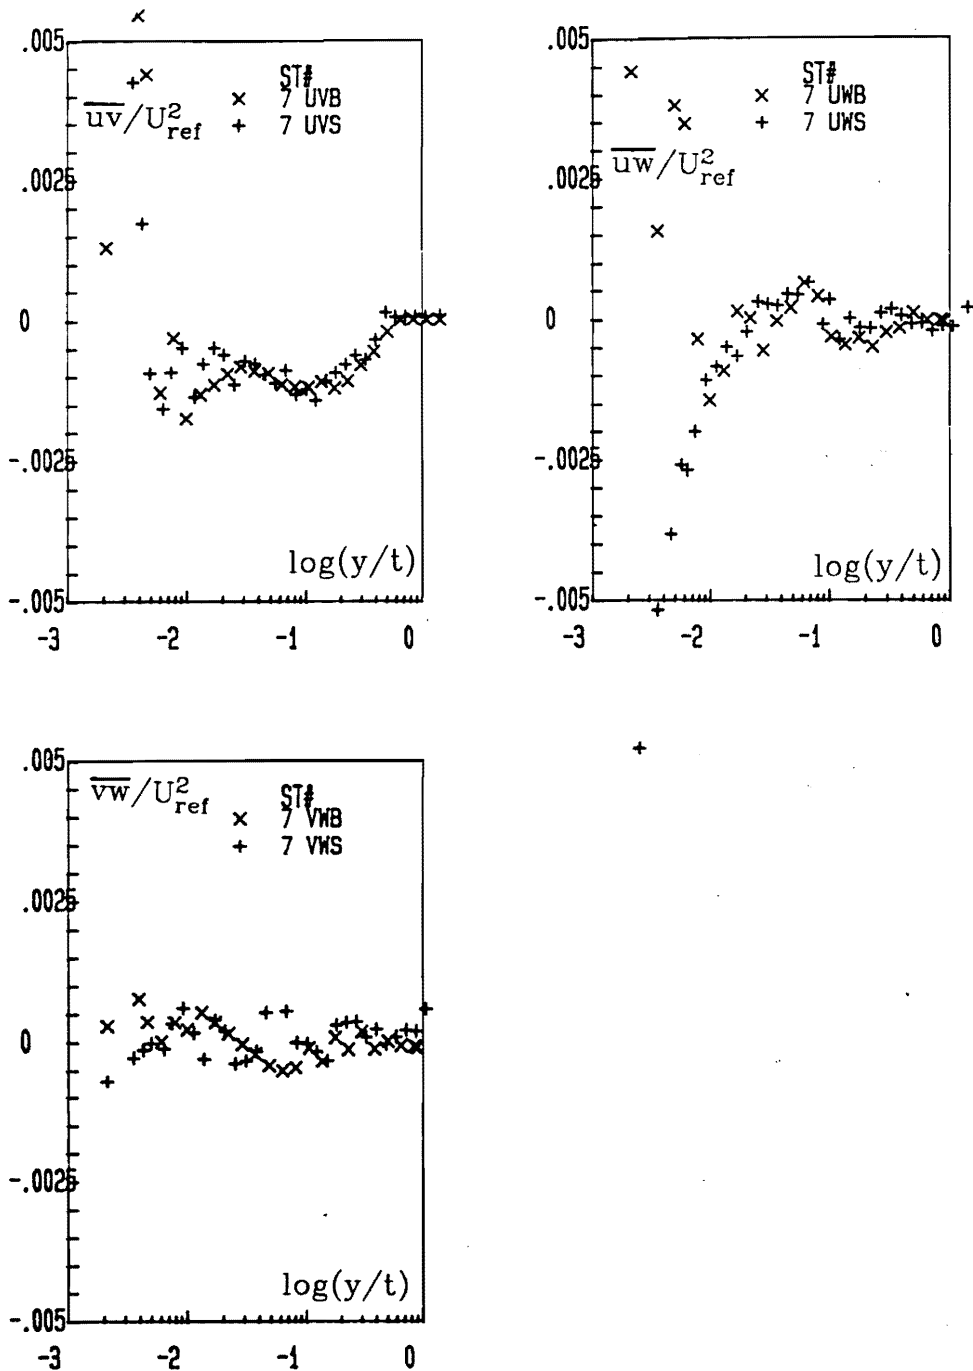 .005
ST#
× 7 UVB
+ 7 UVS
uv/U²ref
.0025
0
-.0025
log(y/t)
-.005
-3 -2 -1 0
.005
ST#
× 7 UWB
+ 7 UWS
uw/U²ref
.0025
0
-.0025
log(y/t)
-.005
-3 -2 -1 0
.005
vw/U²ref
ST#
× 7 VWB
+ 7 VWS
.0025
0
-.0025
log(y/t)
-.005
-3 -2 -1 0